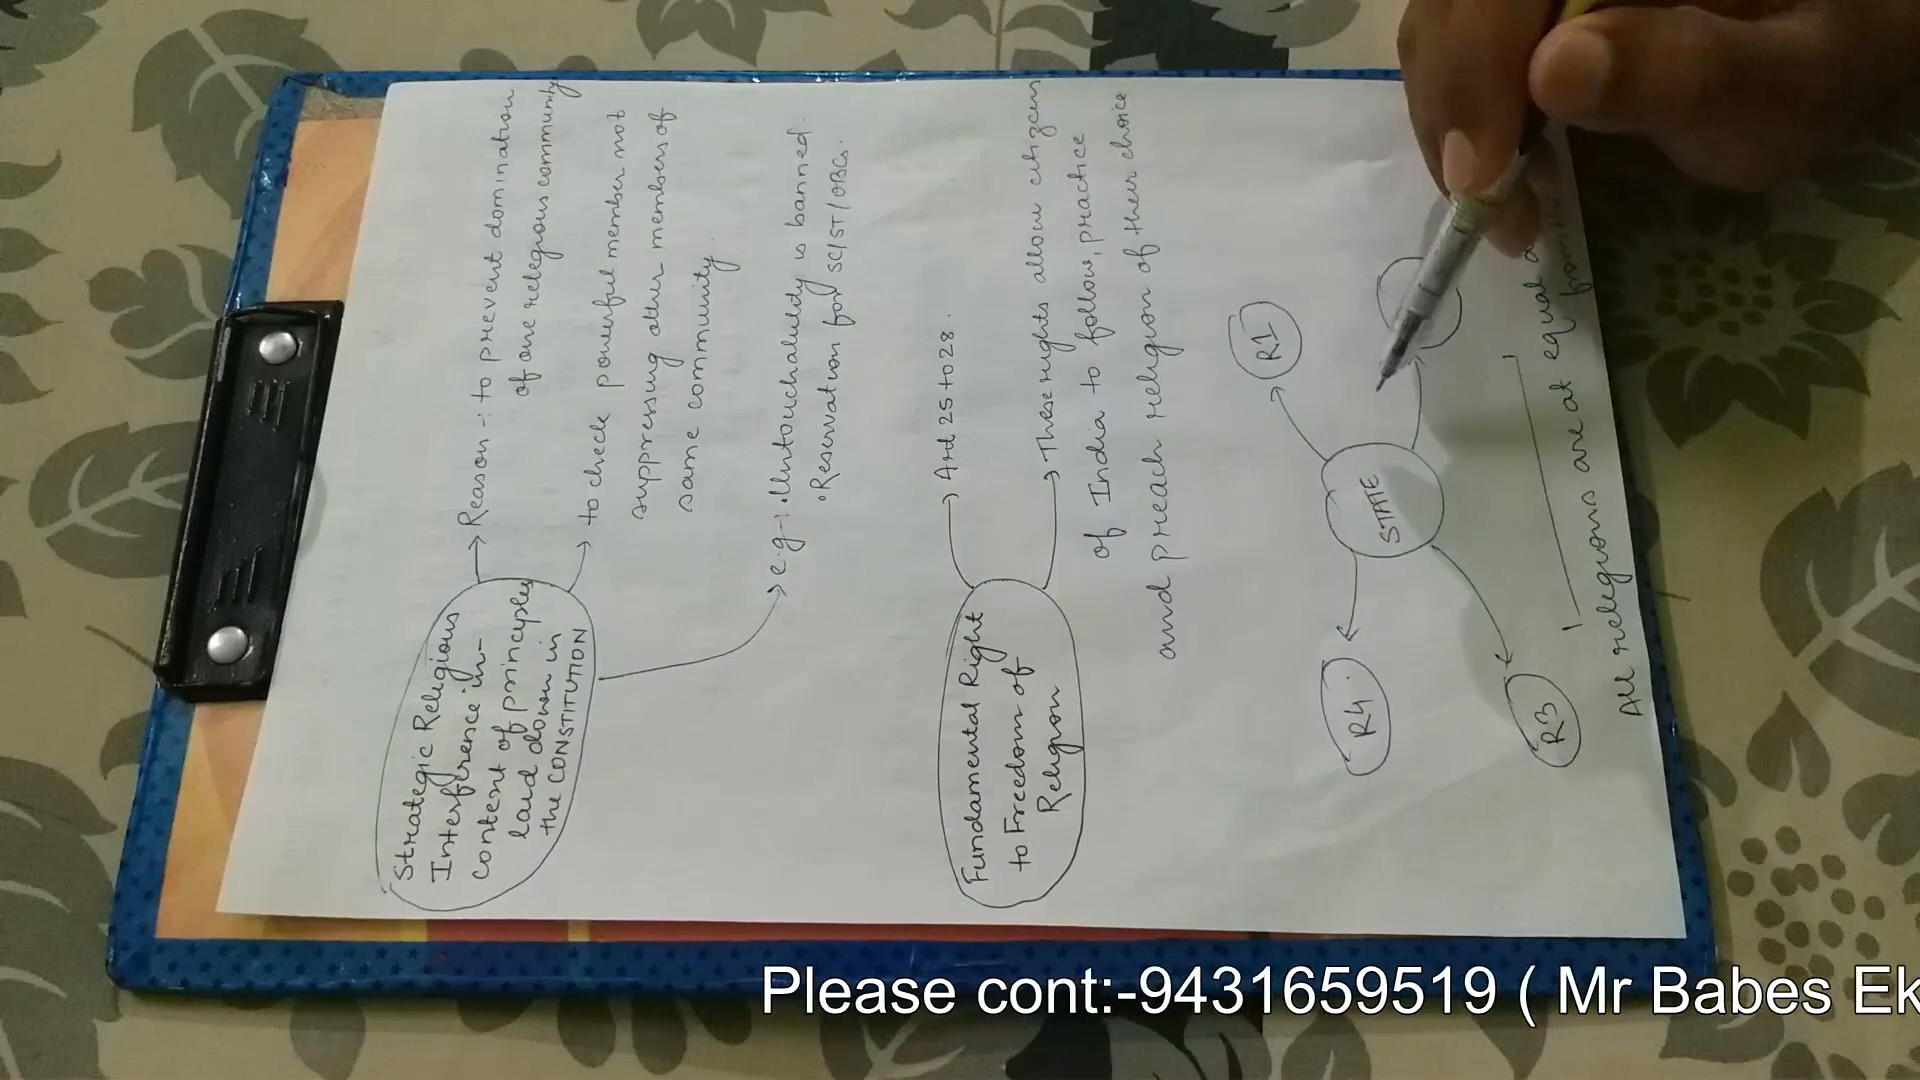 Strategic Religious
Interference in-
context of principles
laid down in
the CONSTITUTION
Reason -: to prevent domination
of one religious community
to check powerful member not
suppressing other members of
same community.
e.g-: • Untouchability is banned.
• Reservation for SC/ST/OBCs.
Fundamental Right
to Freedom of
Religion
Art 25 to 28.
These rights allow citizens
of India to follow, practice
and preach religion of their choice
R1
STATE
R4.
R3
All religions are at equal
from the
Please cont:-9431659519 ( Mr Babes Ek